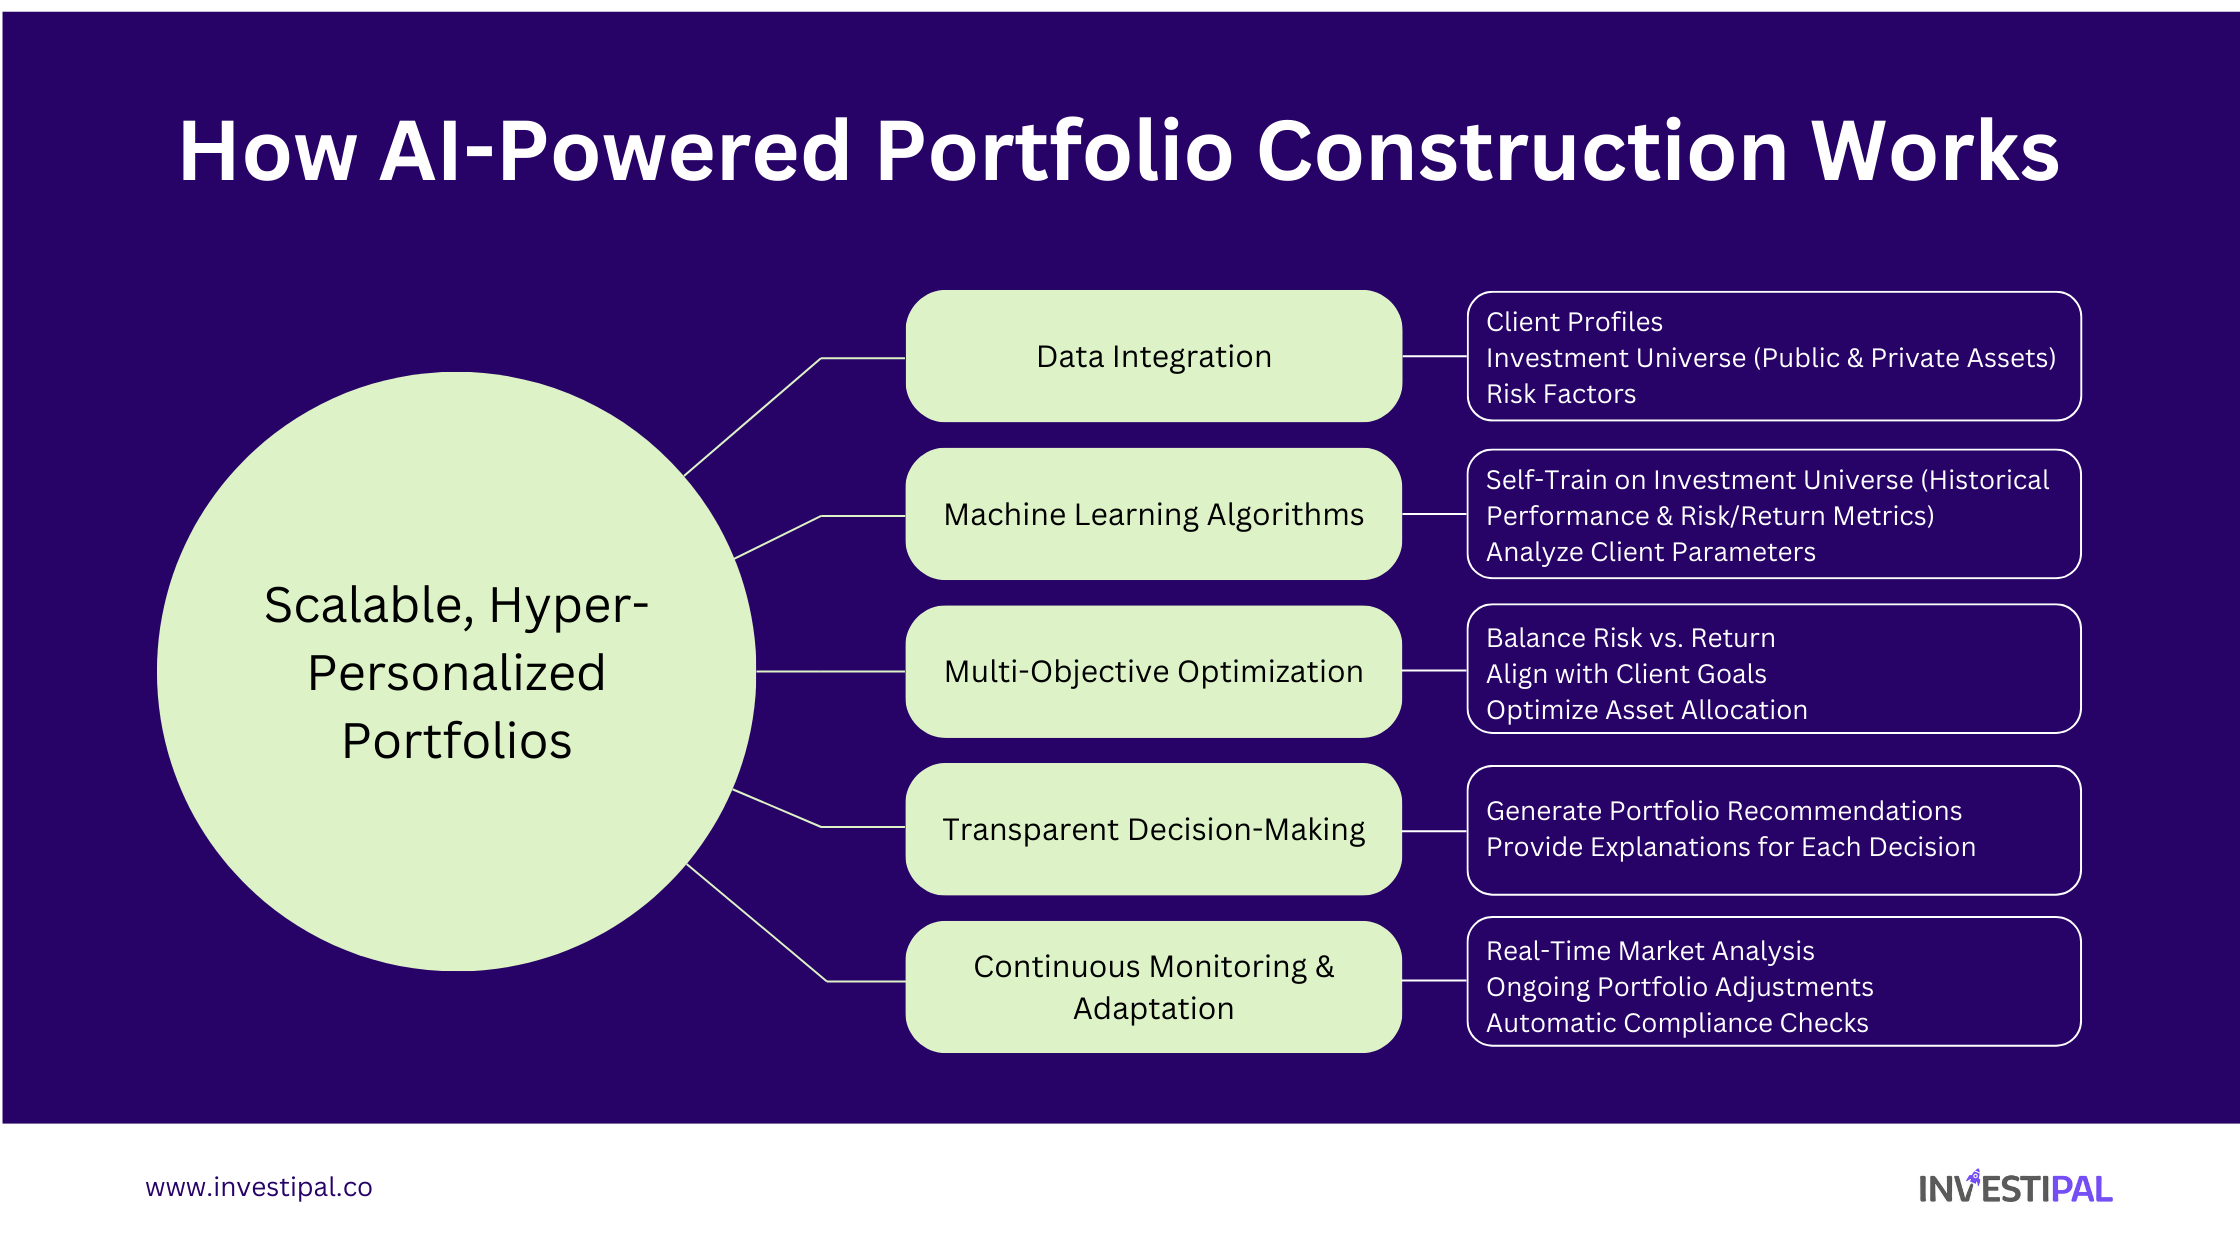 How AI-Powered Portfolio Construction Works
Scalable, Hyper-
Personalized
Portfolios
Data Integration
Client Profiles
Investment Universe (Public & Private Assets)
Risk Factors
Machine Learning Algorithms
Self-Train on Investment Universe (Historical
Performance & Risk/Return Metrics)
Analyze Client Parameters
Multi-Objective Optimization
Balance Risk vs. Return
Align with Client Goals
Optimize Asset Allocation
Transparent Decision-Making
Generate Portfolio Recommendations
Provide Explanations for Each Decision
Continuous Monitoring &
Adaptation
Real-Time Market Analysis
Ongoing Portfolio Adjustments
Automatic Compliance Checks
www.investipal.co
INVESTIPAL